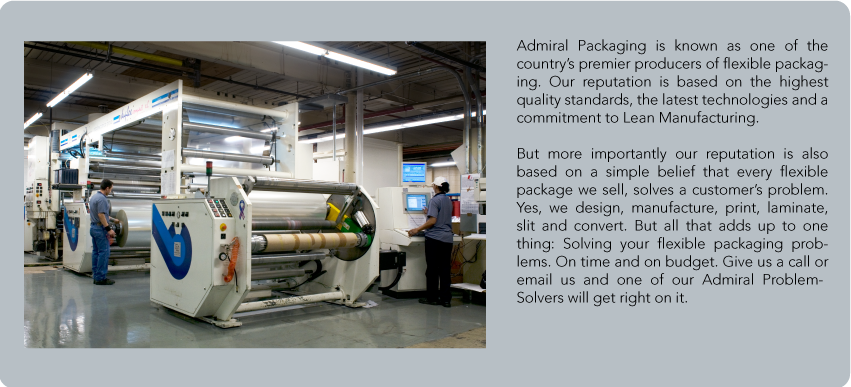 Admiral Packaging is known as one of the
country's premier producers of flexible packag-
ing. Our reputation is based on the highest
quality standards, the latest technologies and a
commitment to Lean Manufacturing.
But more importantly our reputation is also
based on a simple belief that every flexible
package we sell, solves a customer's problem.
Yes, we design, manufacture, print, laminate,
slit and convert. But all that adds up to one
thing: Solving your flexible packaging prob-
lems. On time and on budget. Give us a call or
email us and one of our Admiral Problem-
Solvers will get right on it.